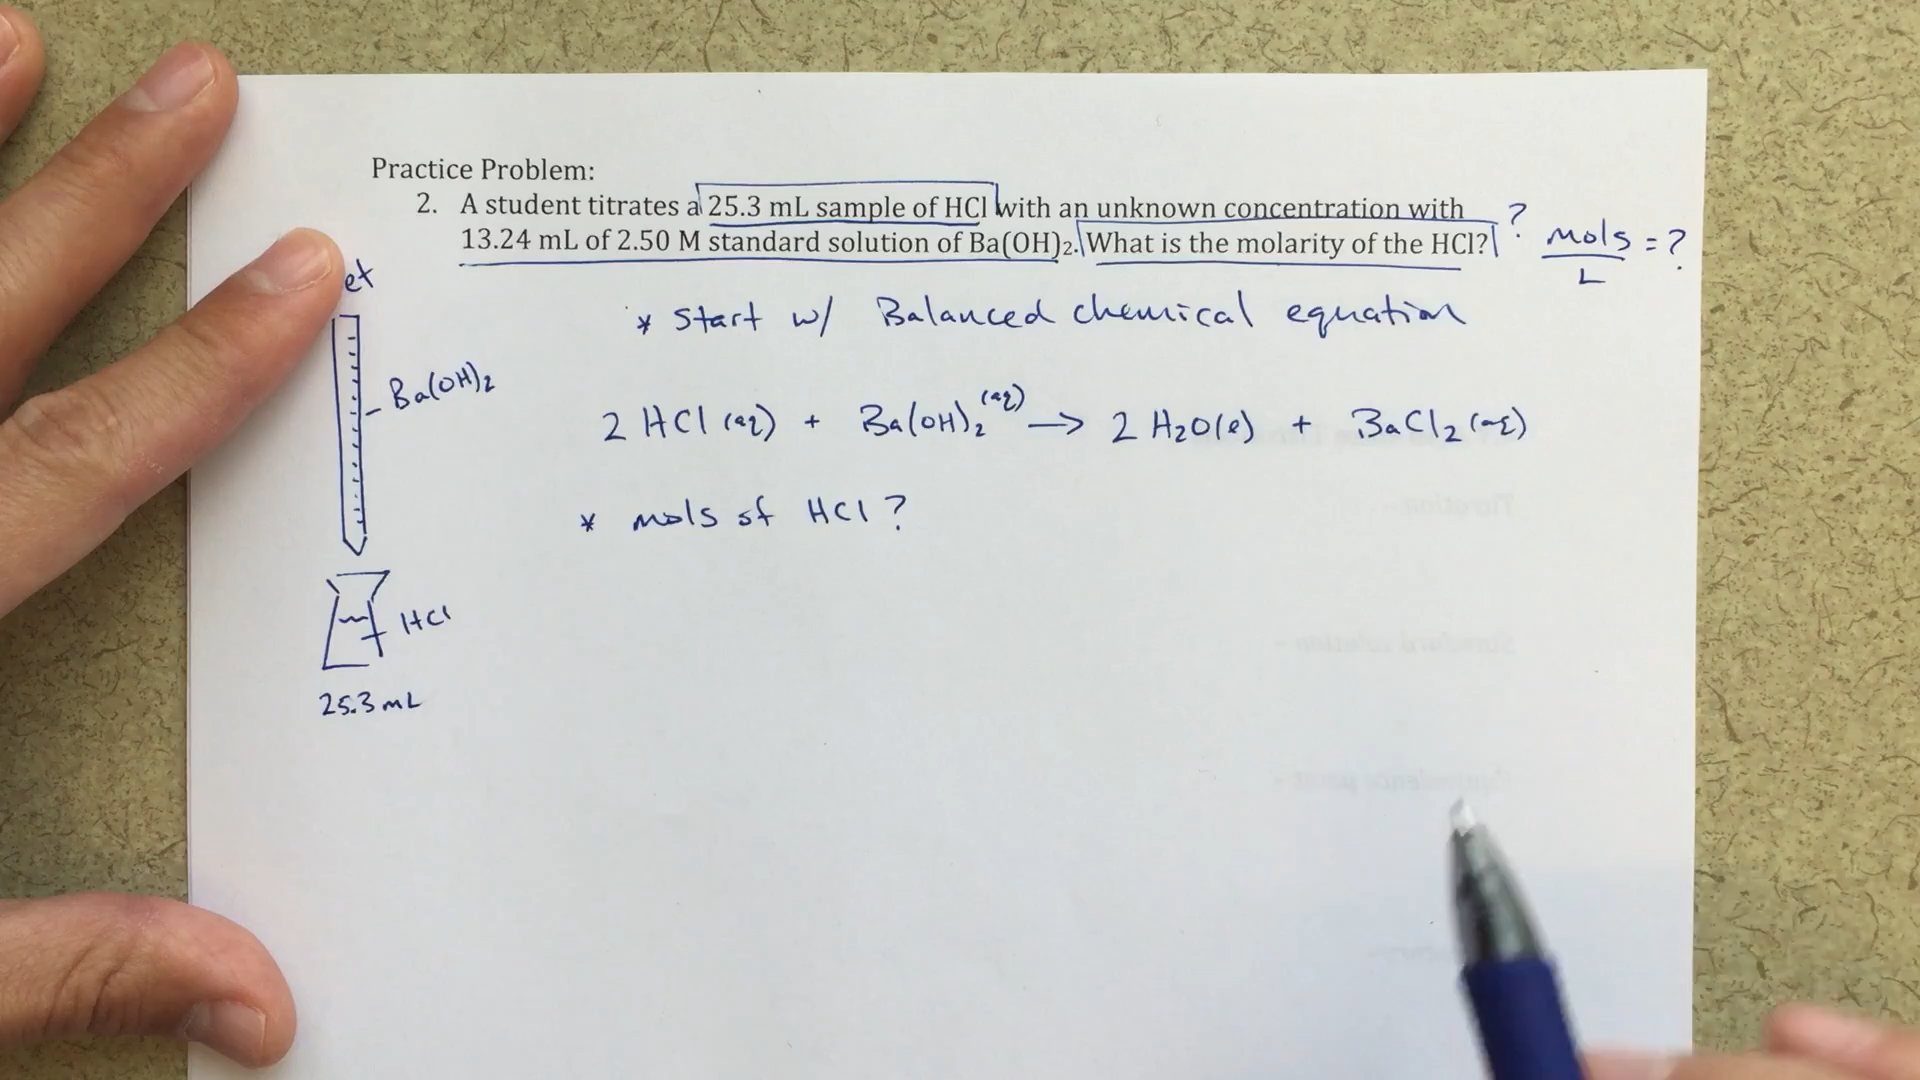 Practice Problem:
2. A student titrates a 25.3 mL sample of HCl with an unknown concentration with
13.24 mL of 2.50 M standard solution of Ba(OH)₂. What is the molarity of the HCl? ? mols/L = ?
et
* Start w/ Balanced chemical equation
Ba(OH)₂
2 HCl (aq) + Ba(OH)₂ (aq) → 2 H₂O(l) + BaCl₂ (aq)
* mols of HCl ?
HCl
25.3 mL